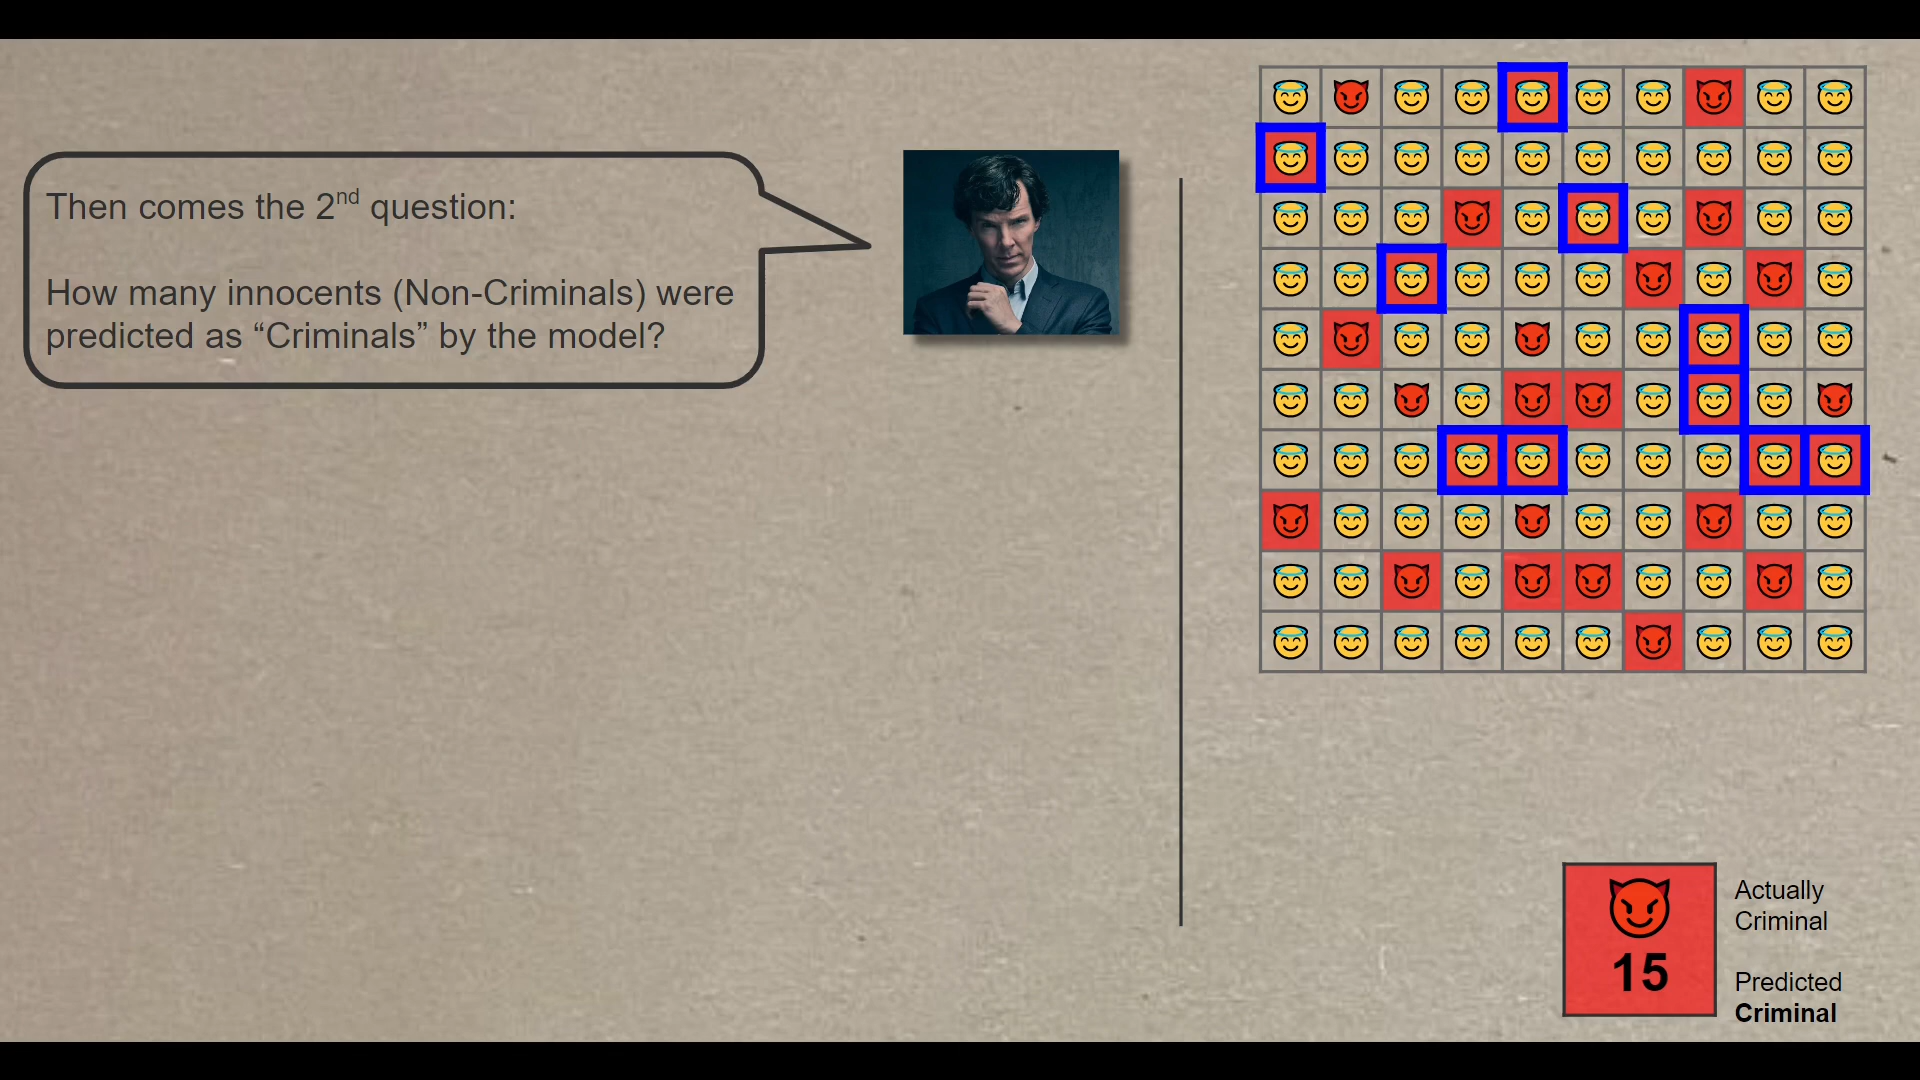 Then comes the 2nd question:
How many innocents (Non-Criminals) were
predicted as “Criminals” by the model?
15
Actually
Criminal
Predicted
Criminal